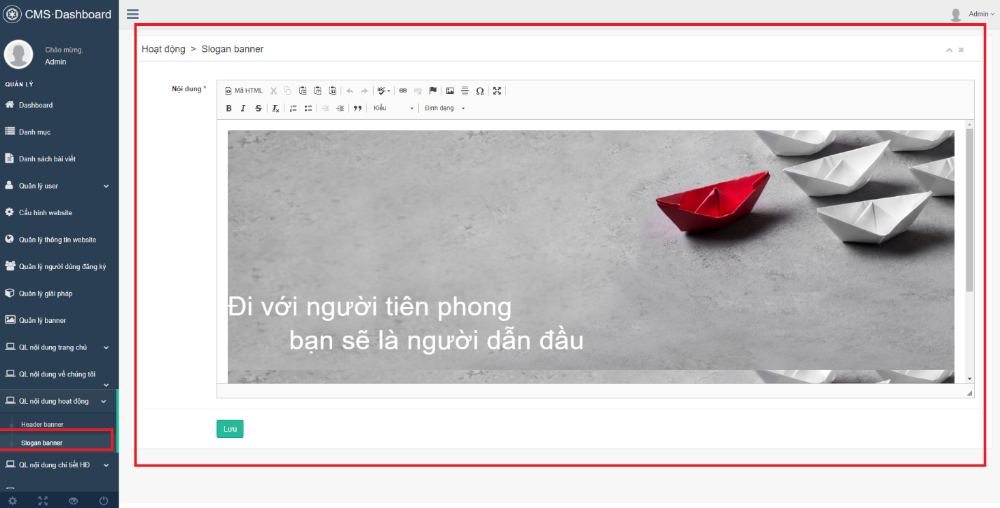 CMS·Dashboard
Admin
Chào mừng,
Admin
QUẢN LÝ
Dashboard
Danh mục
Danh sách bài viết
Quản lý user
Cấu hình website
Quản lý thông tin website
Quản lý người dùng đăng ký
Quản lý giải pháp
Quản lý banner
QL nội dung trang chủ
QL nội dung về chúng tôi
QL nội dung hoạt động
Header banner
Slogan banner
QL nội dung chi tiết HĐ
Hoạt động > Slogan banner
Nội dung *
Mã HTML
ABC
Ω
B I S Tx
Kiểu
Định dạng
Đi với người tiên phong
bạn sẽ là người dẫn đầu
Lưu